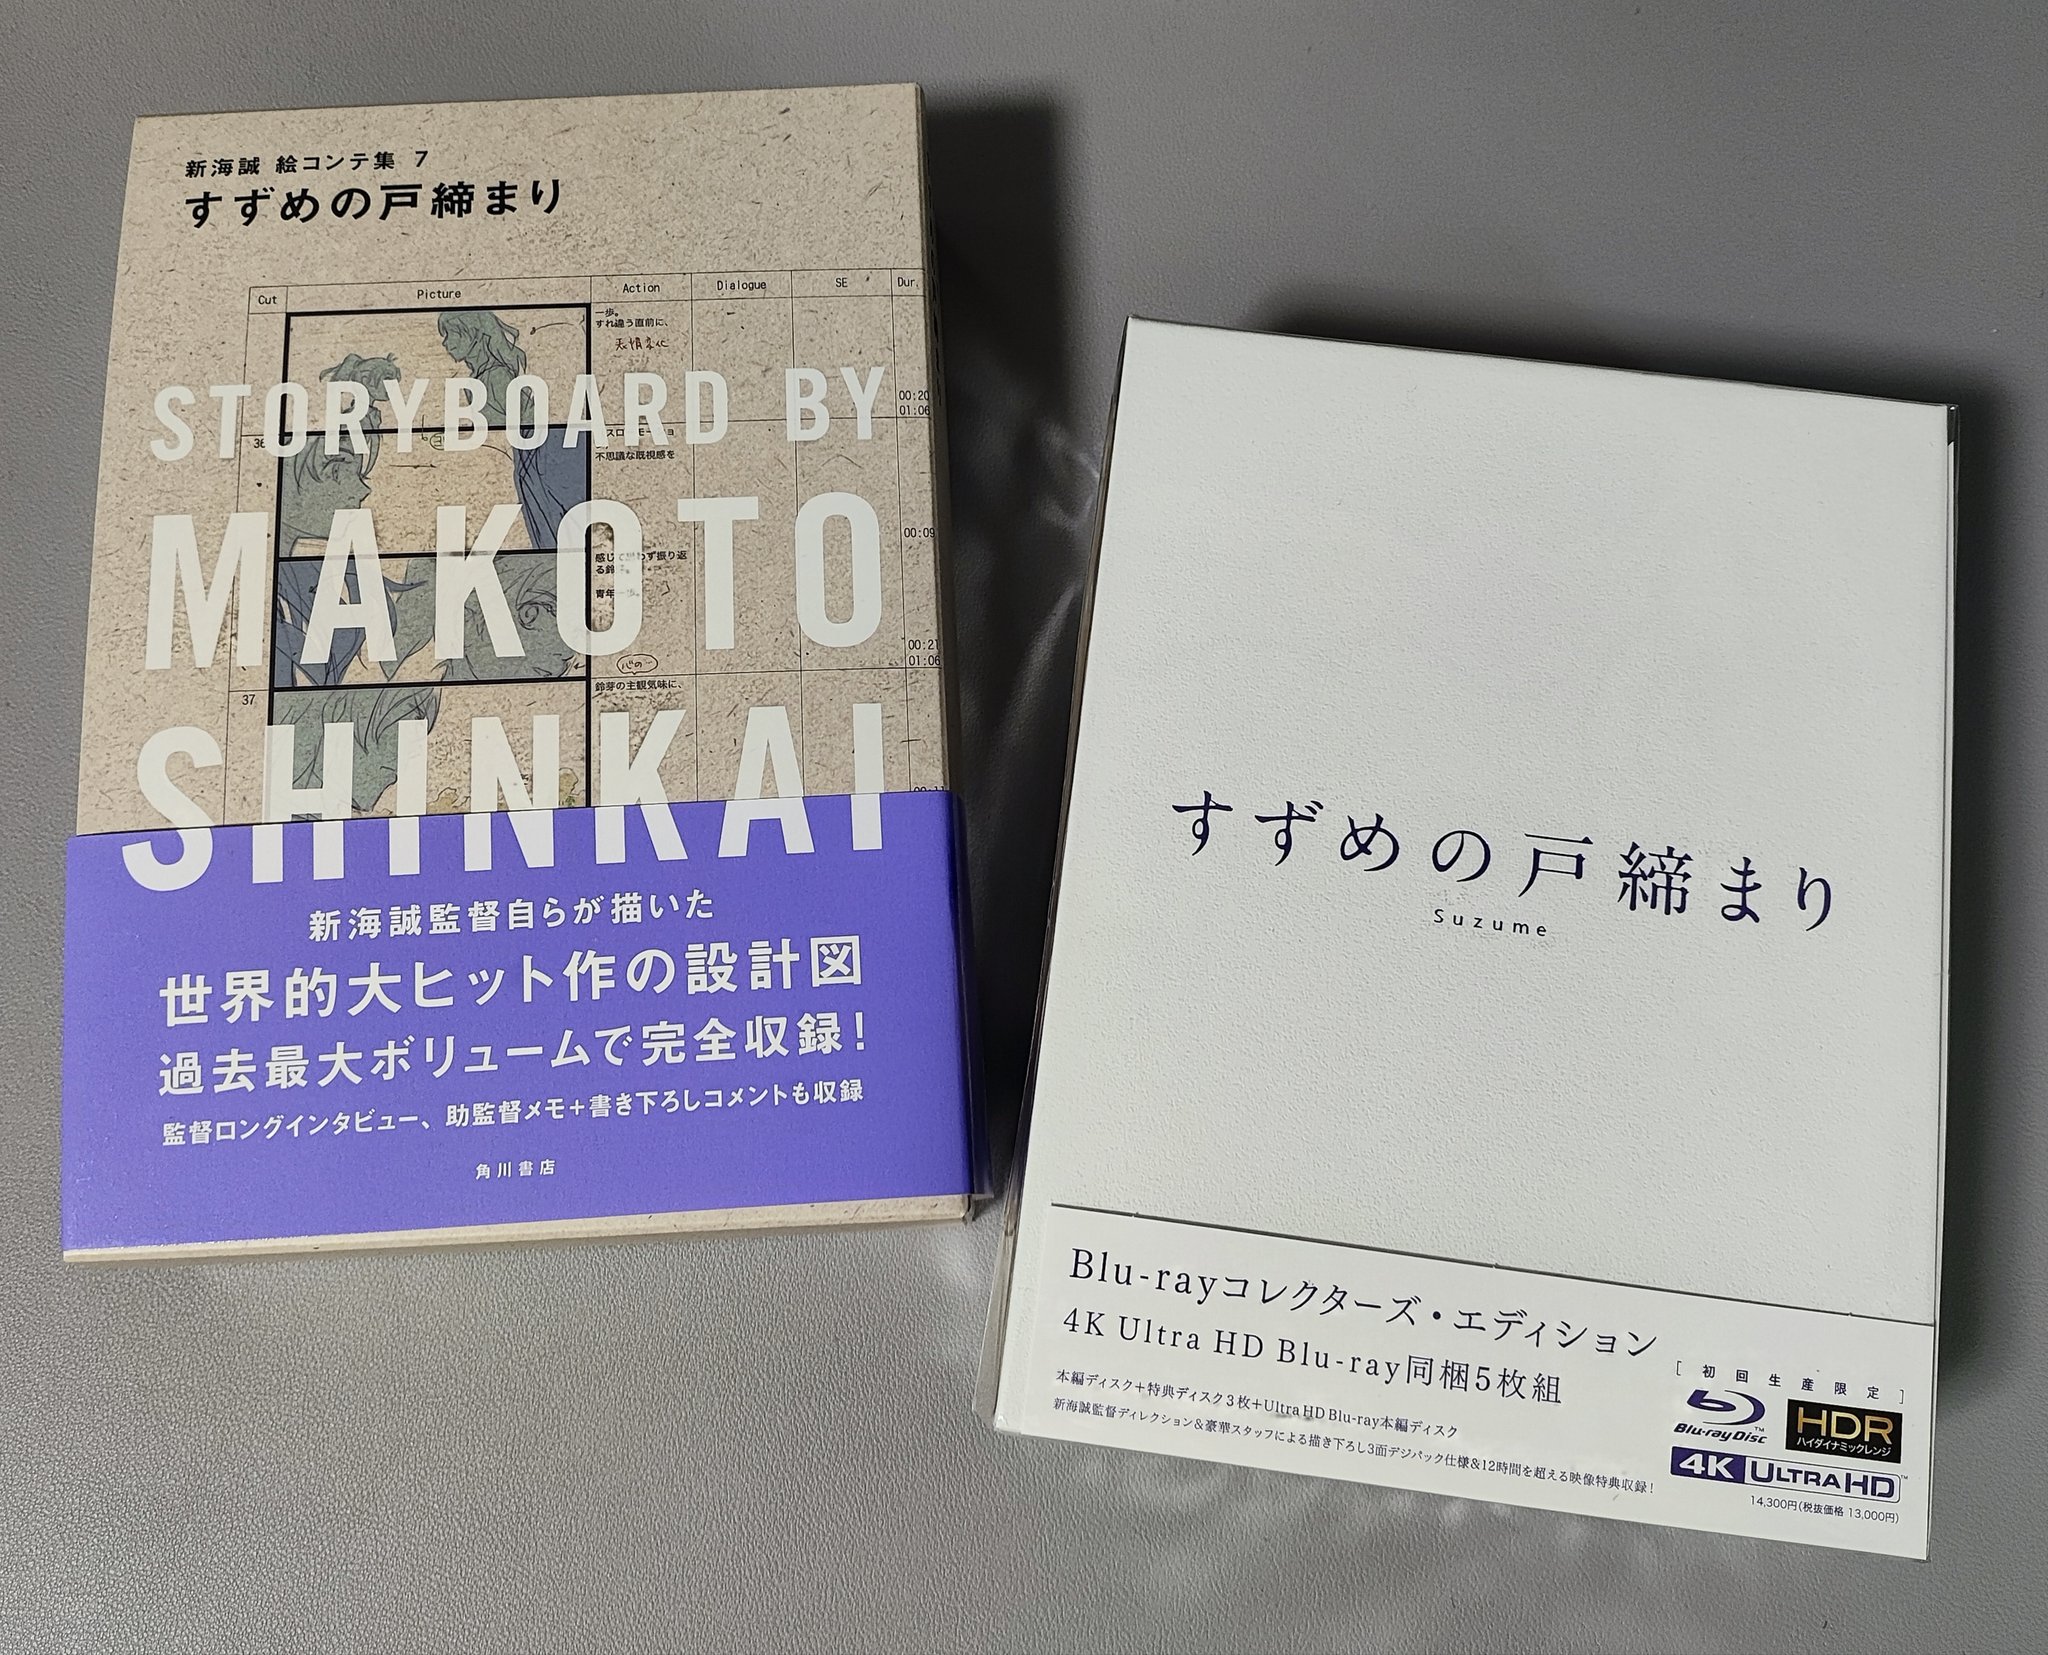 新海誠 絵コンテ集 7
すずめの戸締まり
Cut Picture Action Dialogue SE Dur.
一歩。
すれ違う直前に、
表情変化
00:20
01:06
36
不思議な既視感を
00:09
る鈴
青年
00:21
01:06
心の…
37
鈴芽の主観気味に、
STORYBOARD BY
MAKOTO
SHINKAI
新海誠監督自らが描いた
世界的大ヒット作の設計図
過去最大ボリュームで完全収録!
監督ロングインタビュー、助監督メモ+書き下ろしコメントも収録
角川書店
すずめの戸締まり
Suzume
Blu-rayコレクターズ・エディション
4K Ultra HD Blu-ray同梱5枚組
本編ディスク+特典ディスク3枚+Ultra HD Blu-ray本編ディスク
新海誠監督ディレクション&豪華スタッフによる描き下ろし3面デジパック仕様&12時間を超える映像特典収録!
[初回生産限定]
Blu-ray Disc™
HDR
ハイダイナミックレンジ
4K ULTRA HD™
14,300円(税抜価格 13,000円)